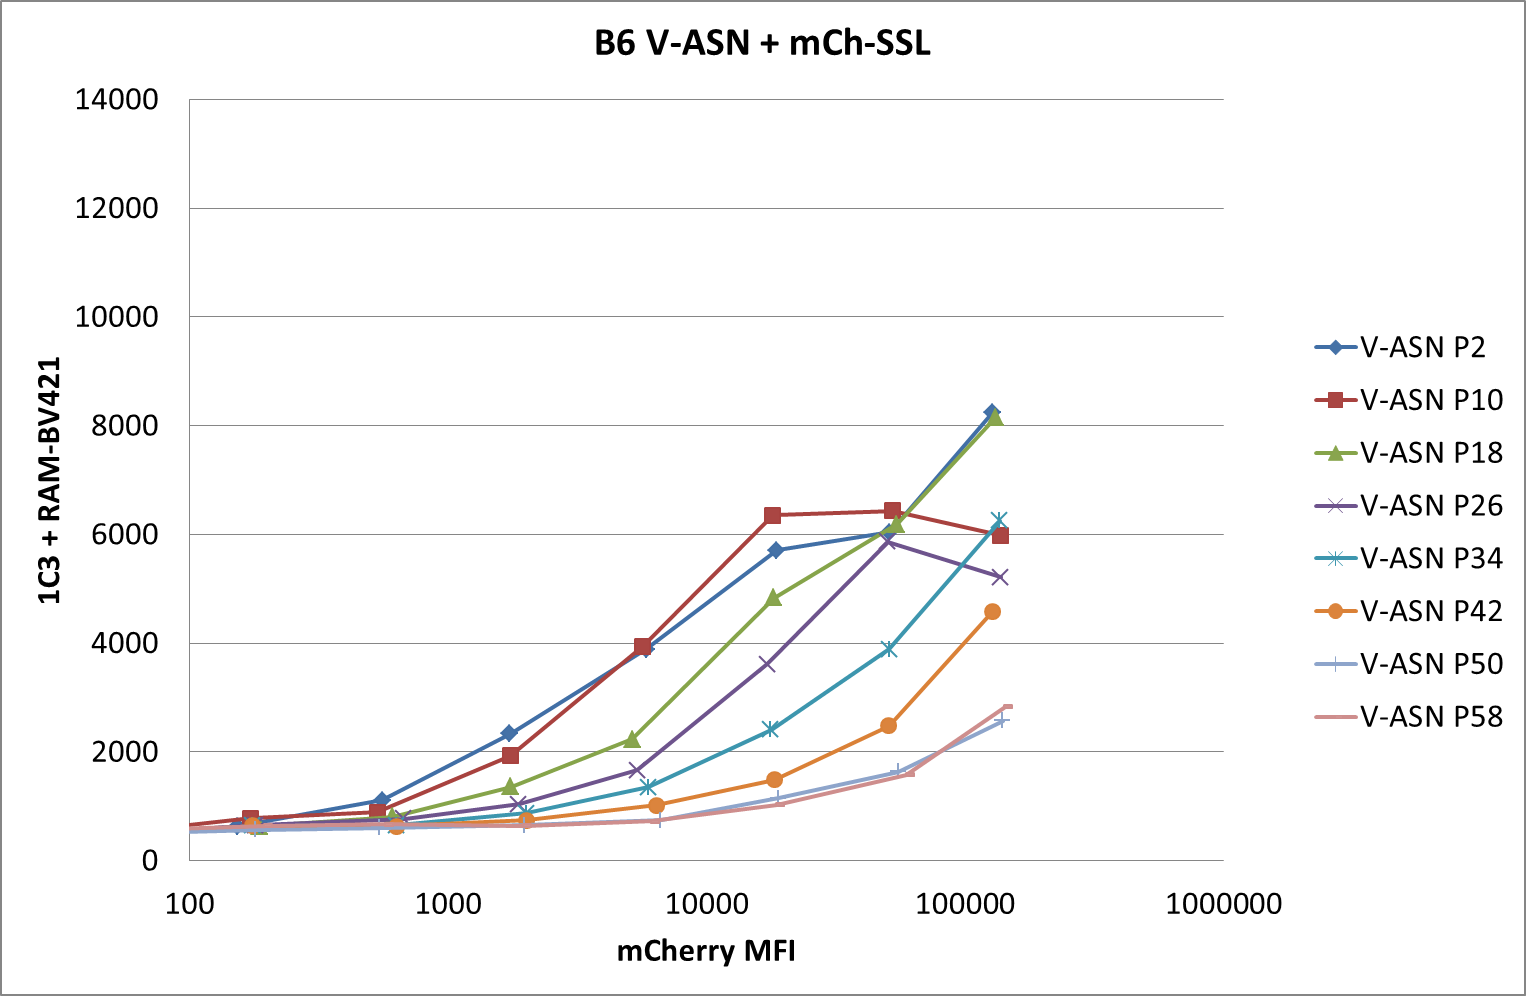 B6 V-ASN + mCh-SSL
14000
12000
10000
8000
6000
4000
2000
0
1C3 + RAM-BV421
100 1000 10000 100000 1000000
mCherry MFI
V-ASN P2
V-ASN P10
V-ASN P18
V-ASN P26
V-ASN P34
V-ASN P42
V-ASN P50
V-ASN P58